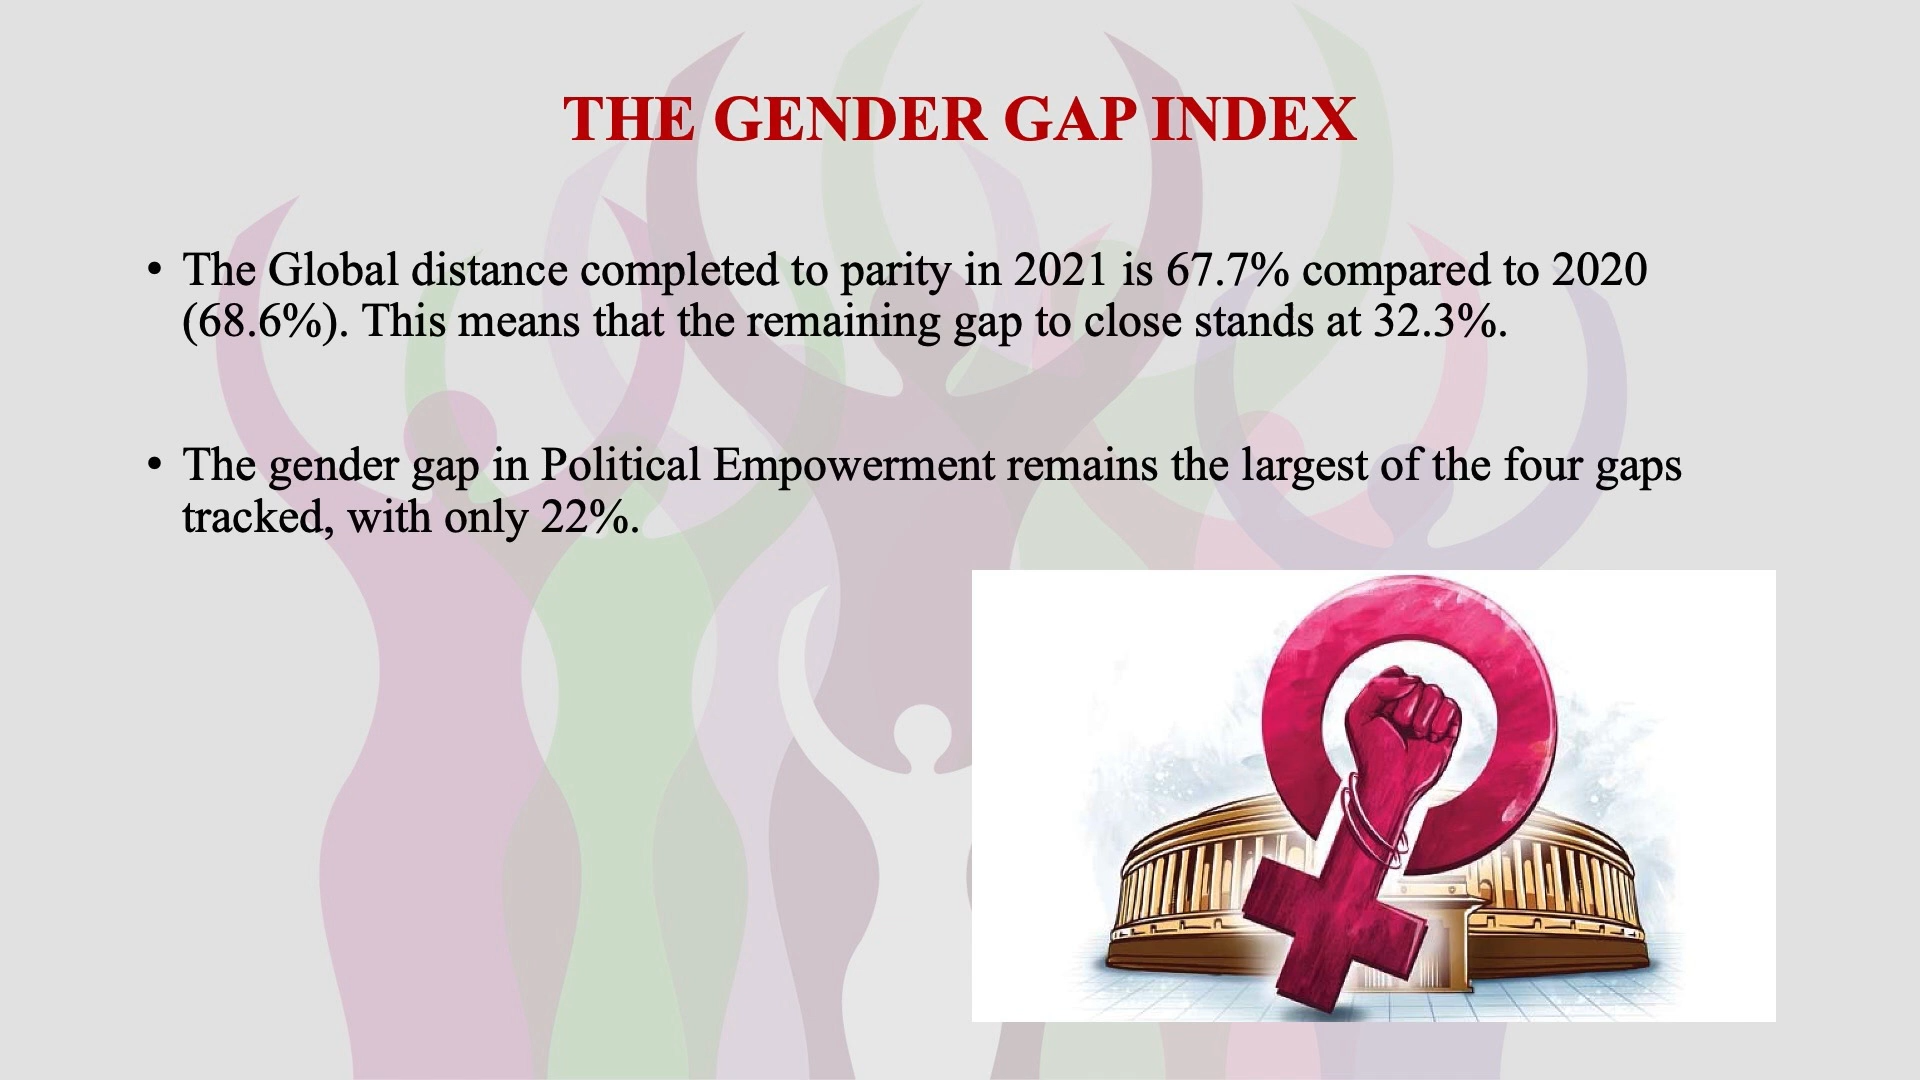 THE GENDER GAP INDEX
• The Global distance completed to parity in 2021 is 67.7% compared to 2020
(68.6%). This means that the remaining gap to close stands at 32.3%.
• The gender gap in Political Empowerment remains the largest of the four gaps
tracked, with only 22%.